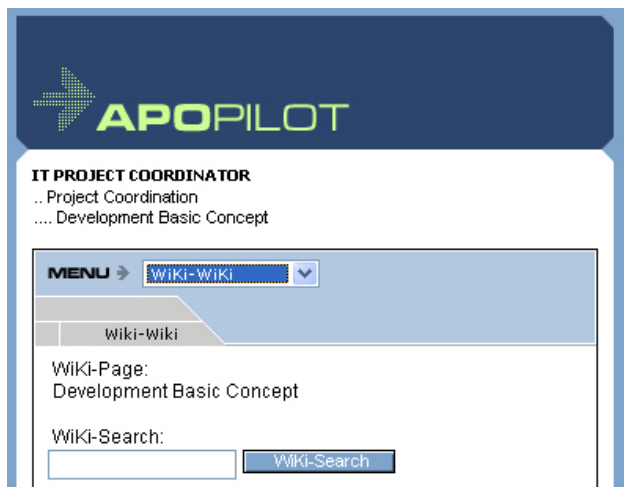 APOPILOT
IT PROJECT COORDINATOR
.. Project Coordination
.... Development Basic Concept
MENU WiKi-WiKi
Wiki-Wiki
WiKi-Page:
Development Basic Concept
WiKi-Search:
WiKi-Search